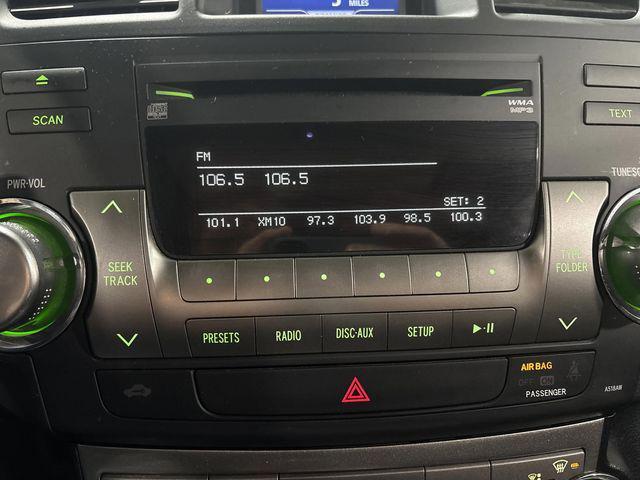 MILES
SCAN
WMA
MP3
TEXT
PWR-VOL
FM
106.5 106.5
SET: 2
101.1 XM10 97.3 103.9 98.5 100.3
SEEK
TRACK
TYPE
FOLDER
PRESETS RADIO DISC·AUX SETUP
AIR BAG
OFF ON
PASSENGER
A518AW